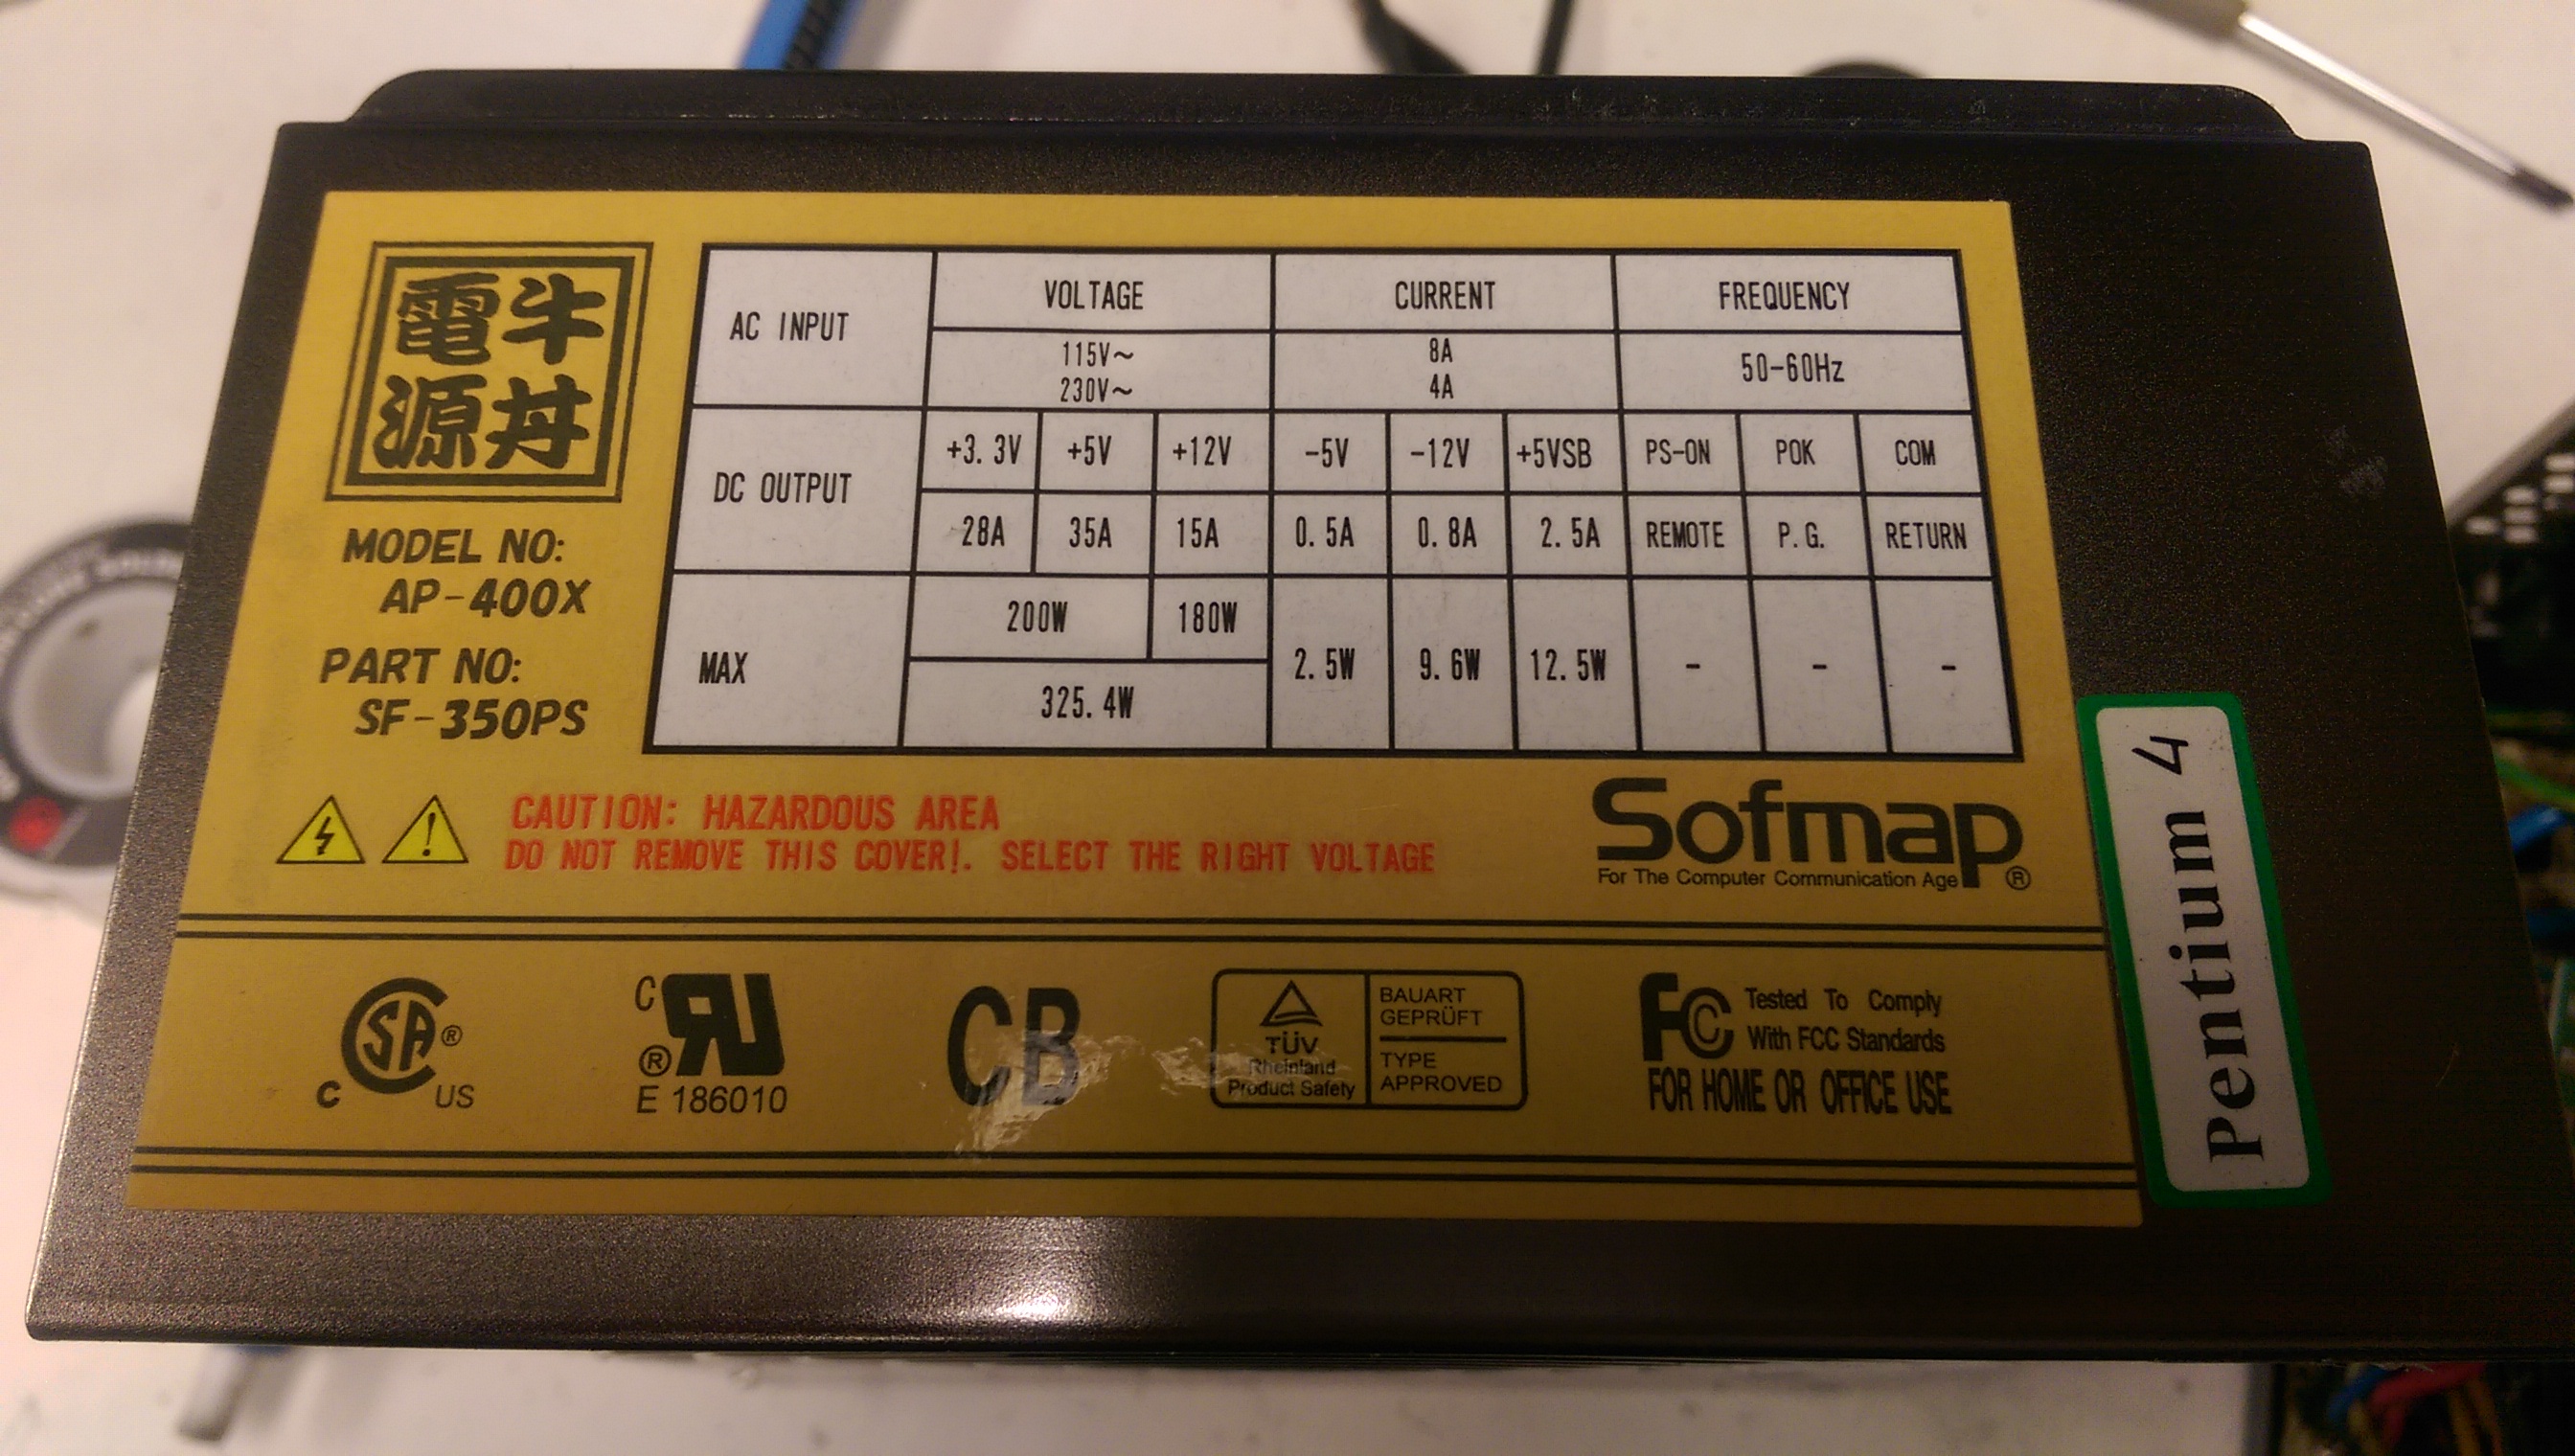 電牛
源丼
MODEL NO:
AP-400X
PART NO:
SF-350PS
AC INPUT VOLTAGE CURRENT FREQUENCY
115V~ 8A 50-60Hz
230V~ 4A
DC OUTPUT +3.3V +5V +12V -5V -12V +5VSB PS-ON POK COM
28A 35A 15A 0.5A 0.8A 2.5A REMOTE P.G. RETURN
MAX 200W 180W 2.5W 9.6W 12.5W - - -
325.4W
CAUTION: HAZARDOUS AREA
DO NOT REMOVE THIS COVER!. SELECT THE RIGHT VOLTAGE
Sofmap
For The Computer Communication Age ®
C SA ® US
C RU ®
E 186010
CB
TÜV
Rheinland
Product Safety
BAUART
GEPRÜFT
TYPE
APPROVED
FC Tested To Comply
With FCC Standards
FOR HOME OR OFFICE USE
Pentium 4